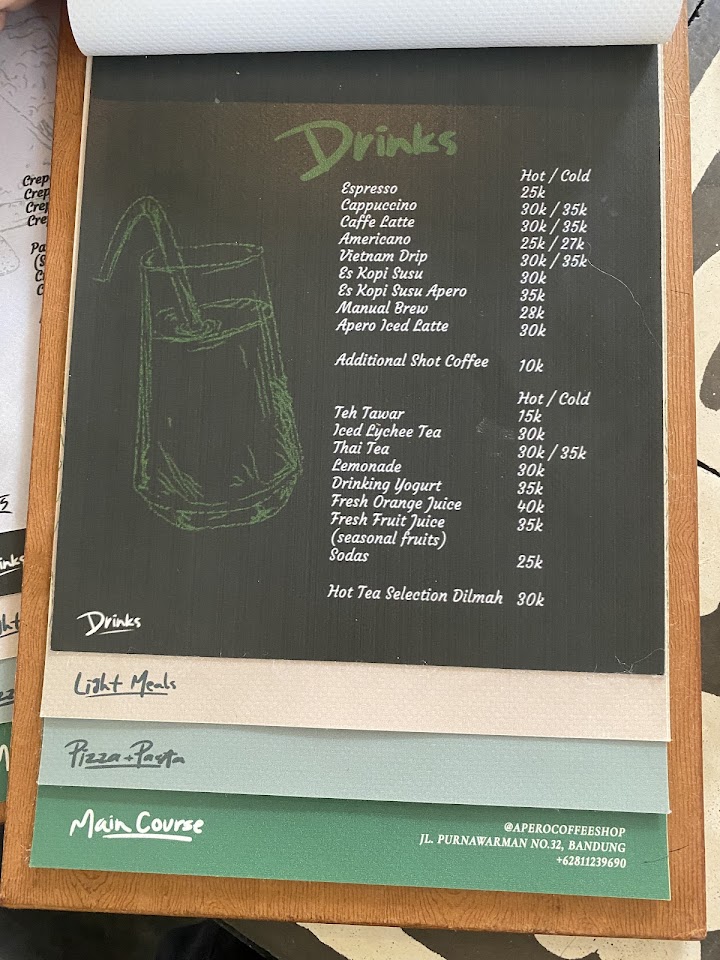 Drinks
Hot / Cold
Espresso 25k
Cappuccino 30k / 35k
Caffe Latte 30k / 35k
Americano 25k / 27k
Vietnam Drip 30k / 35k
Es Kopi Susu 30k
Es Kopi Susu Apero 35k
Manual Brew 28k
Apero Iced Latte 30k
Additional Shot Coffee 10k
Hot / Cold
Teh Tawar 15k
Iced Lychee Tea 30k
Thai Tea 30k / 35k
Lemonade 30k
Drinking Yogurt 35k
Fresh Orange Juice 40k
Fresh Fruit Juice 35k
(seasonal fruits)
Sodas 25k
Hot Tea Selection Dilmah 30k
Drinks
Light Meals
Pizza + Pasta
Main Course
@APEROCOFFEESHOP
JL. PURNAWARMAN NO.32, BANDUNG
+62811239690